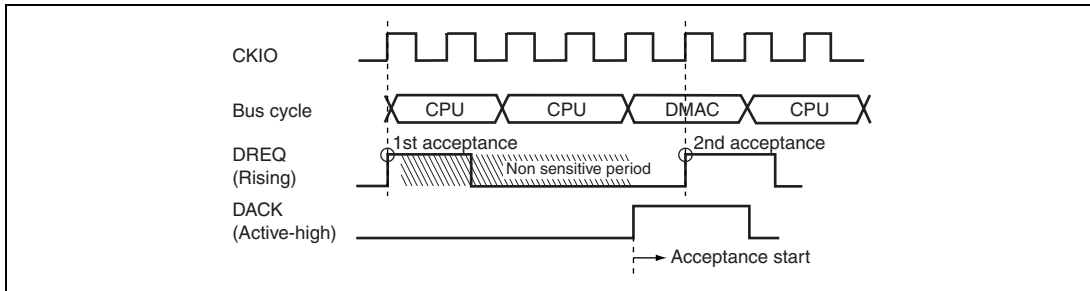 CKIO
Bus cycle
CPU CPU DMAC CPU
1st acceptance 2nd acceptance
DREQ
(Rising)
Non sensitive period
DACK
(Active-high)
Acceptance start